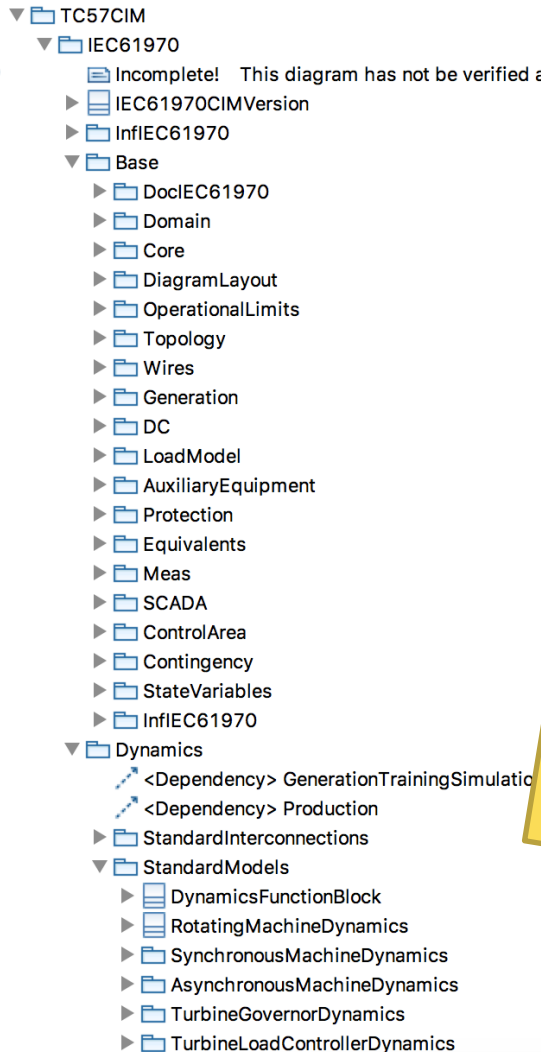 TC57CIM
IEC61970
Incomplete! This diagram has not be verified a
IEC61970CIMVersion
InfIEC61970
Base
DocIEC61970
Domain
Core
DiagramLayout
OperationalLimits
Topology
Wires
Generation
DC
LoadModel
AuxiliaryEquipment
Protection
Equivalents
Meas
SCADA
ControlArea
Contingency
StateVariables
InfIEC61970
Dynamics
<Dependency> GenerationTrainingSimulatio
<Dependency> Production
StandardInterconnections
StandardModels
DynamicsFunctionBlock
RotatingMachineDynamics
SynchronousMachineDynamics
AsynchronousMachineDynamics
TurbineGovernorDynamics
TurbineLoadControllerDynamics